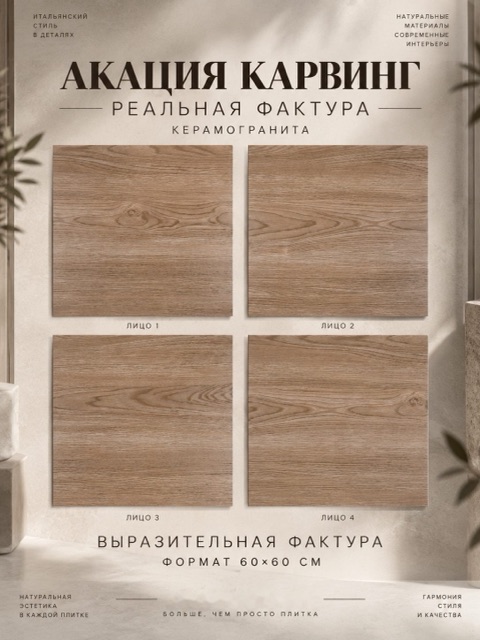 ИТАЛЬЯНСКИЙ
СТИЛЬ
В ДЕТАЛЯХ
НАТУРАЛЬНЫЕ
МАТЕРИАЛЫ
СОВРЕМЕННЫЕ
ИНТЕРЬЕРЫ
АКАЦИЯ КАРВИНГ
РЕАЛЬНАЯ ФАКТУРА
КЕРАМОГРАНИТА
ЛИЦО 1
ЛИЦО 2
ЛИЦО 3
ЛИЦО 4
ВЫРАЗИТЕЛЬНАЯ ФАКТУРА
ФОРМАТ 60×60 СМ
НАТУРАЛЬНАЯ
ЭСТЕТИКА
В КАЖДОЙ ПЛИТКЕ
БОЛЬШЕ, ЧЕМ ПРОСТО ПЛИТКА
ГАРМОНИЯ
СТИЛЯ
И КАЧЕСТВА